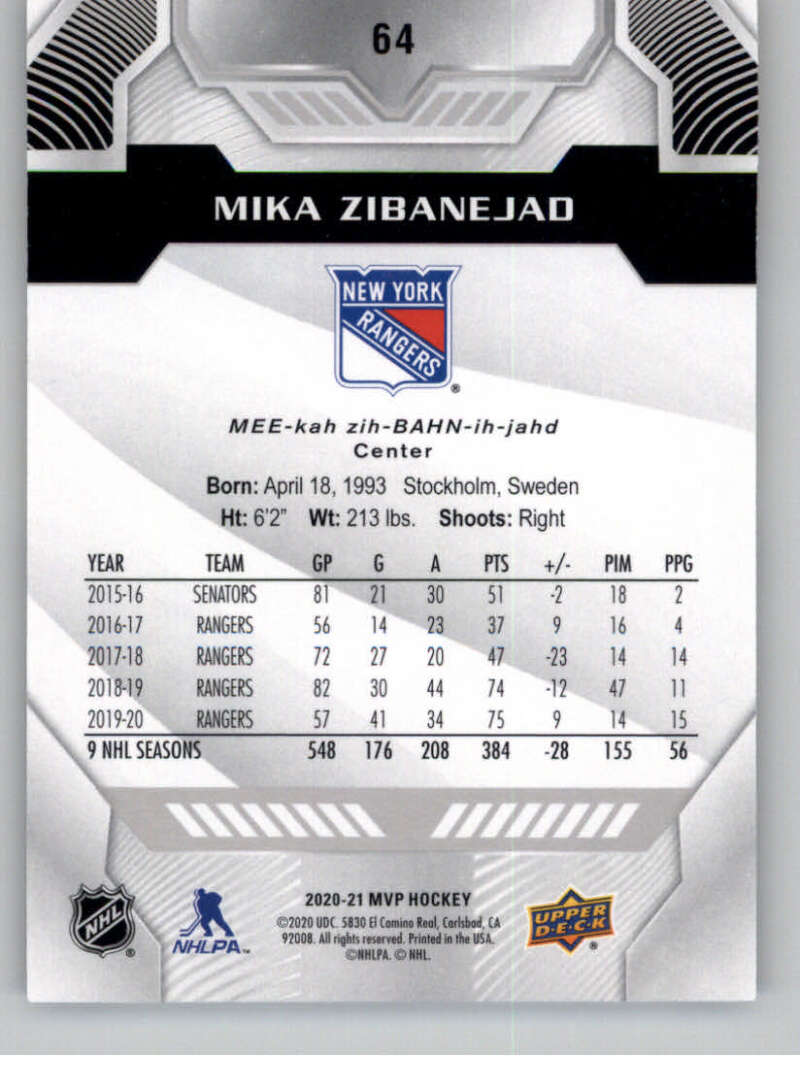 64
MIKA ZIBANEJAD
NEW YORK
RANGERS
®
MEE-kah zih-BAHN-ih-jahd
Center
Born: April 18, 1993 Stockholm, Sweden
Ht: 6'2" Wt: 213 lbs. Shoots: Right
YEAR TEAM GP G A PTS +/- PIM PPG
2015-16 SENATORS 81 21 30 51 -2 18 2
2016-17 RANGERS 56 14 23 37 9 16 4
2017-18 RANGERS 72 27 20 47 -23 14 14
2018-19 RANGERS 82 30 44 74 -12 47 11
2019-20 RANGERS 57 41 34 75 9 14 15
9 NHL SEASONS 548 176 208 384 -28 155 56
NHL ®
NHLPA™
2020-21 MVP HOCKEY
©2020 UDC. 5830 El Camino Real, Carlsbad, CA
92008. All rights reserved. Printed in the USA.
©NHLPA. © NHL.
UPPER
D·E·C·K
®